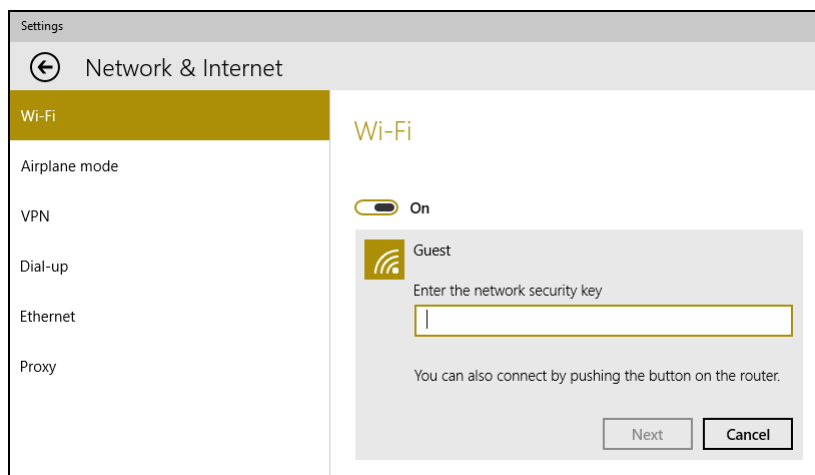 Settings
Network & Internet
Wi-Fi
Airplane mode
VPN
Dial-up
Ethernet
Proxy
Wi-Fi
On
Guest
Enter the network security key
You can also connect by pushing the button on the router.
Next Cancel